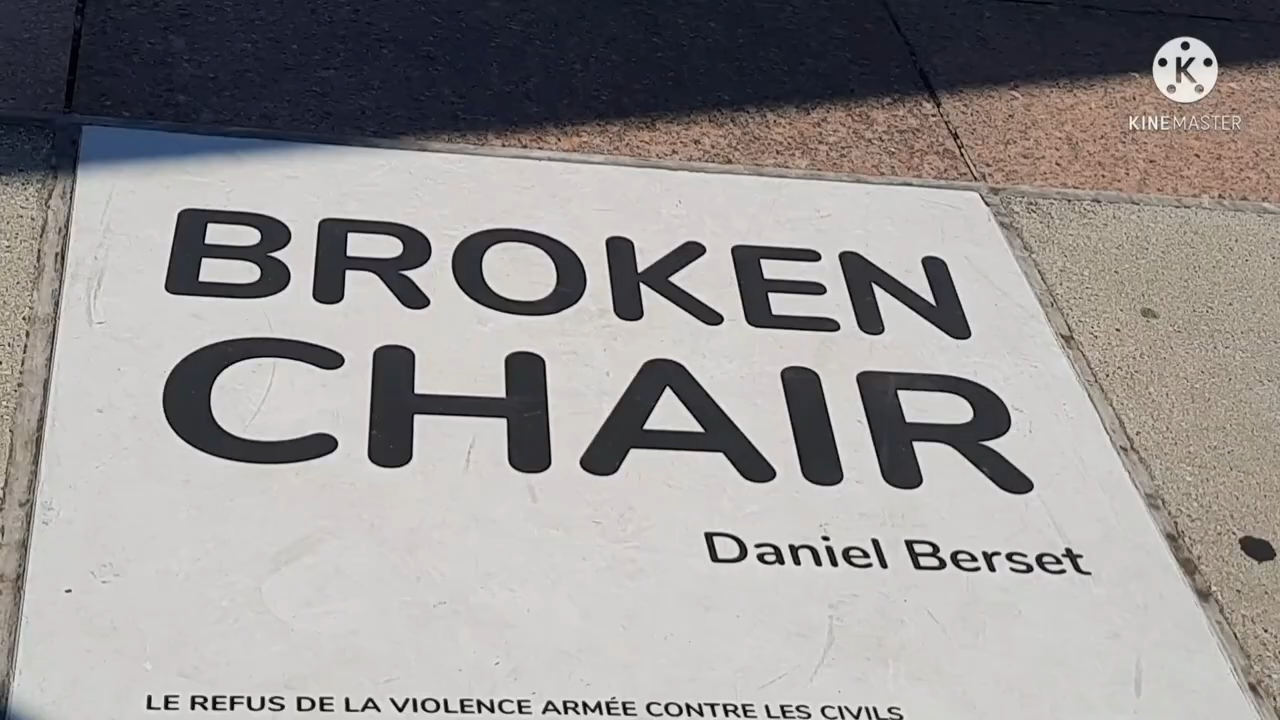 K
KINEMASTER
BROKEN
CHAIR
Daniel Berset
LE REFUS DE LA VIOLENCE ARMÉE CONTRE LES CIVILS